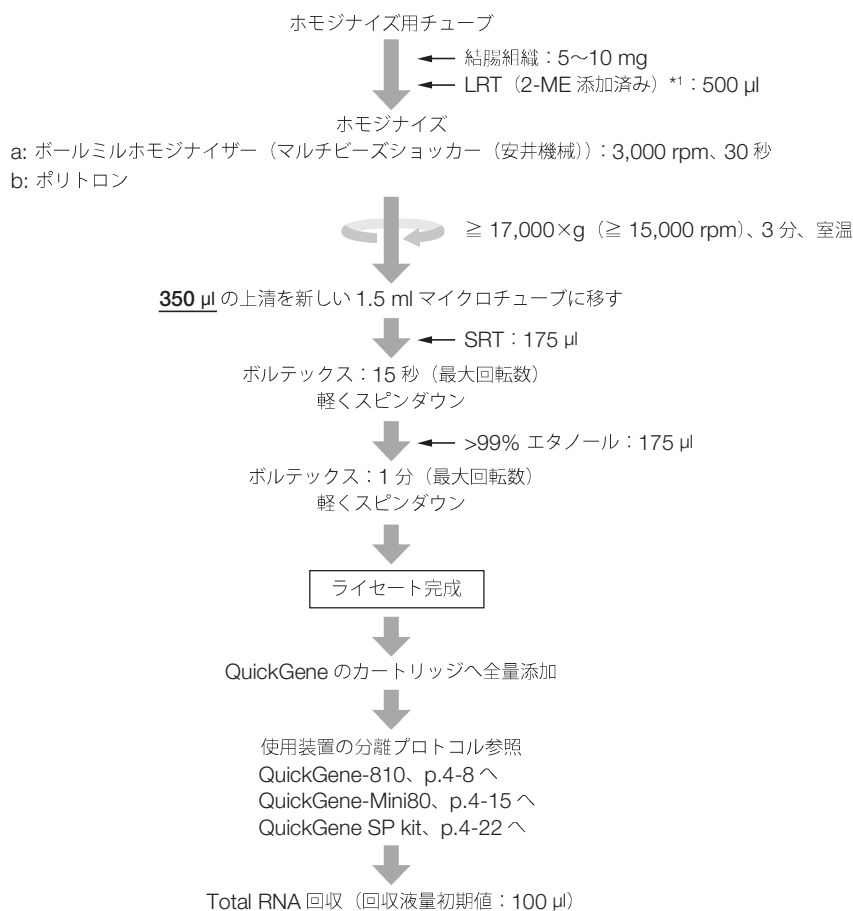 ホモジナイズ用チューブ
結腸組織：5〜10 mg
LRT（2-ME 添加済み）*1：500 µl
ホモジナイズ
a: ボールミルホモジナイザー（マルチビーズショッカー（安井機械））：3,000 rpm、30 秒
b: ポリトロン
≧ 17,000×g（≧ 15,000 rpm）、3 分、室温
350 µl の上清を新しい 1.5 ml マイクロチューブに移す
SRT：175 µl
ボルテックス：15 秒（最大回転数）
軽くスピンダウン
>99% エタノール：175 µl
ボルテックス：1 分（最大回転数）
軽くスピンダウン
ライセート完成
QuickGene のカートリッジへ全量添加
使用装置の分離プロトコル参照
QuickGene-810、p.4-8 へ
QuickGene-Mini80、p.4-15 へ
QuickGene SP kit、p.4-22 へ
Total RNA 回収（回収液量初期値：100 µl）